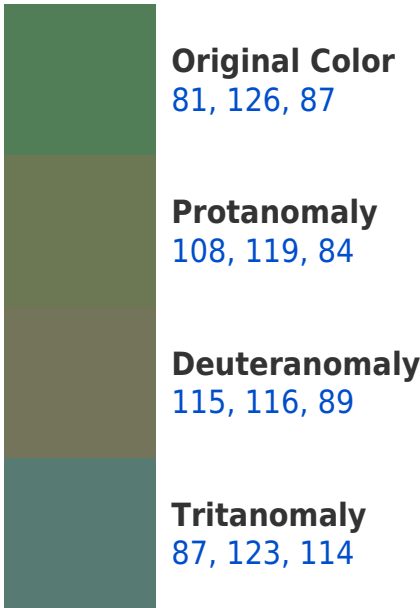 Original Color
81, 126, 87
Protanomaly
108, 119, 84
Deuteranomaly
115, 116, 89
Tritanomaly
87, 123, 114